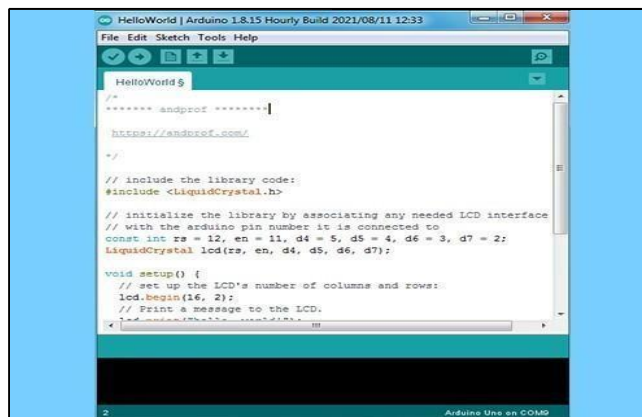 HelloWorld | Arduino 1.8.15 Hourly Build 2021/08/11 12:33
File Edit Sketch Tools Help
HelloWorld §
/*
******* andprof ********
https://andprof.com/
*/
// include the library code:
#include <LiquidCrystal.h>
// initialize the library by associating any needed LCD interface
// with the arduino pin number it is connected to
const int rs = 12, en = 11, d4 = 5, d5 = 4, d6 = 3, d7 = 2;
LiquidCrystal lcd(rs, en, d4, d5, d6, d7);
void setup() {
// set up the LCD's number of columns and rows:
lcd.begin(16, 2);
// Print a message to the LCD.
2
Arduino Uno on COM9